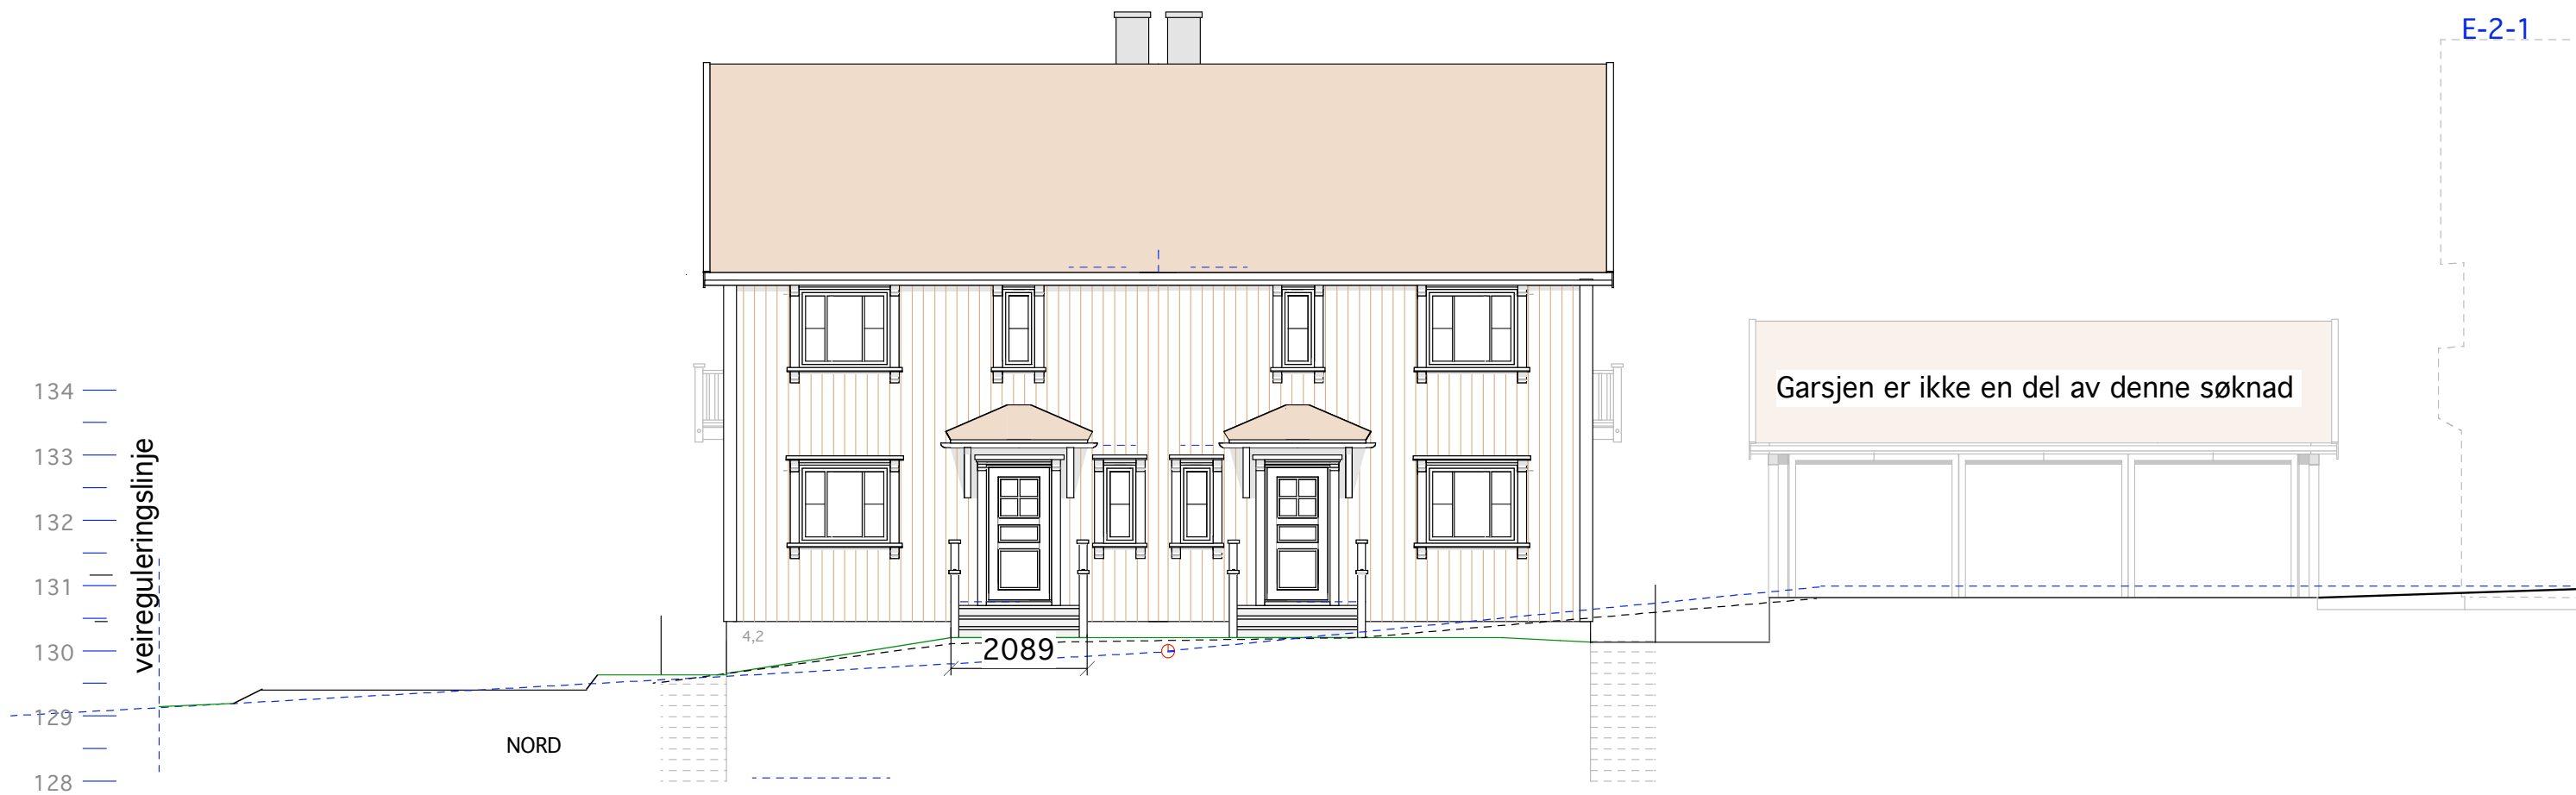 E-2-1
134
Garsjen er ikke en del av denne søknad
133
132
veireguleringslinje
131
130
4,2
2089
129
NORD
128